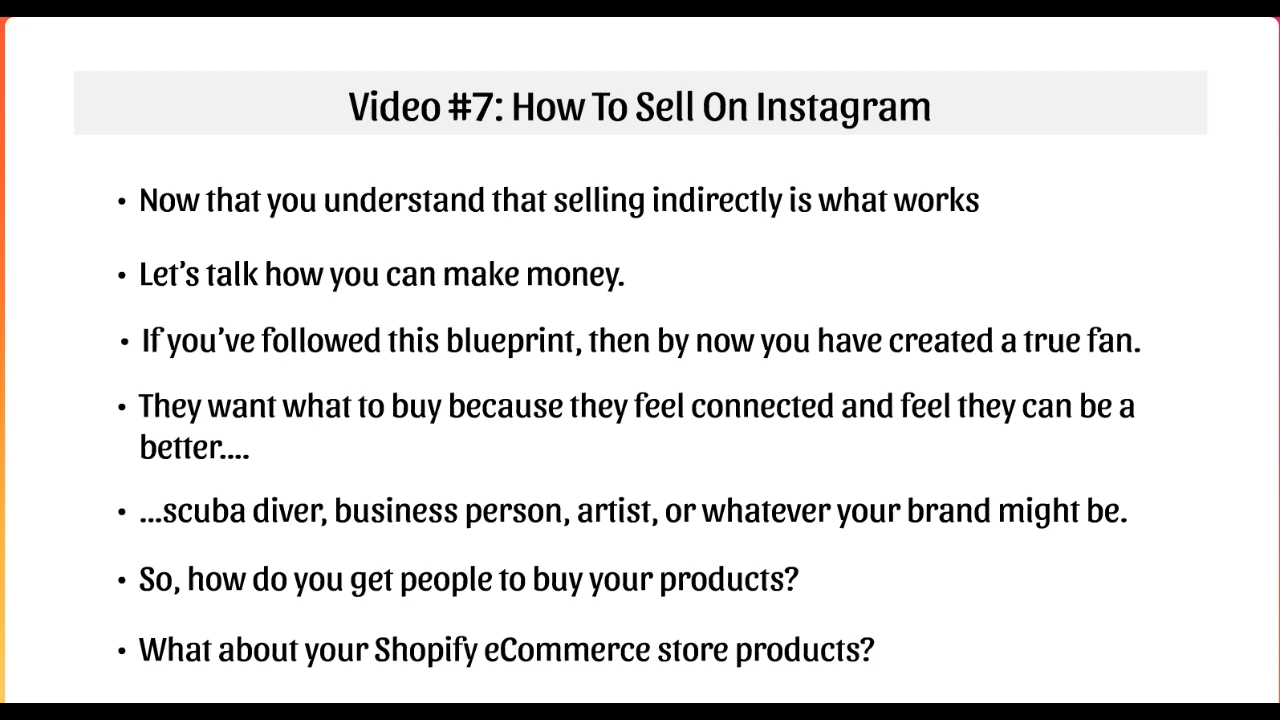 Video #7: How To Sell On Instagram
• Now that you understand that selling indirectly is what works
• Let’s talk how you can make money.
• If you’ve followed this blueprint, then by now you have created a true fan.
• They want what to buy because they feel connected and feel they can be a
better....
• ...scuba diver, business person, artist, or whatever your brand might be.
• So, how do you get people to buy your products?
• What about your Shopify eCommerce store products?